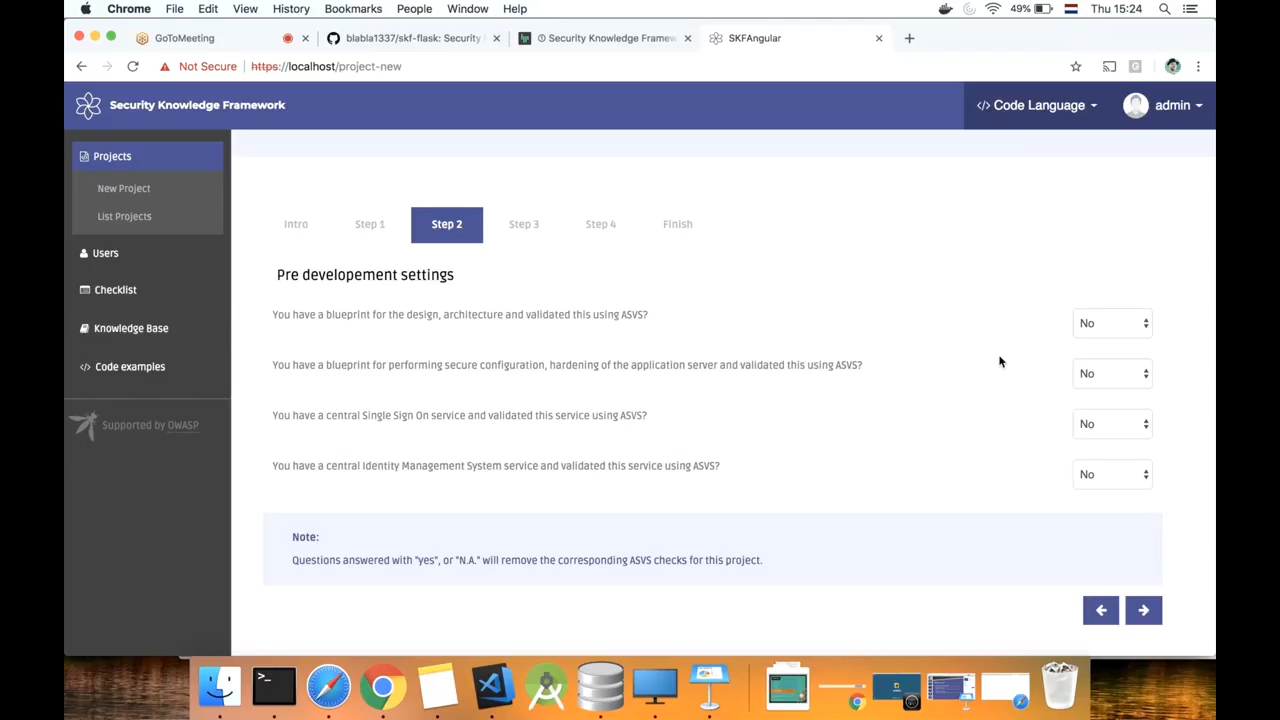 Chrome File Edit View History Bookmarks People Window Help 49% Thu 15:24
GoToMeeting blabla1337/skf-flask: Security Security Knowledge Framew SKFAngular
Not Secure https://localhost/project-new
Security Knowledge Framework Code Language admin
Projects
New Project
List Projects
Users
Checklist
Knowledge Base
Code examples
Supported by OWASP
Intro Step 1 Step 2 Step 3 Step 4 Finish
Pre developement settings
You have a blueprint for the design, architecture and validated this using ASVS? No
You have a blueprint for performing secure configuration, hardening of the application server and validated this using ASVS? No
You have a central Single Sign On service and validated this service using ASVS? No
You have a central Identity Management System service and validated this service using ASVS? No
Note:
Questions answered with "yes", or "N.A." will remove the corresponding ASVS checks for this project.